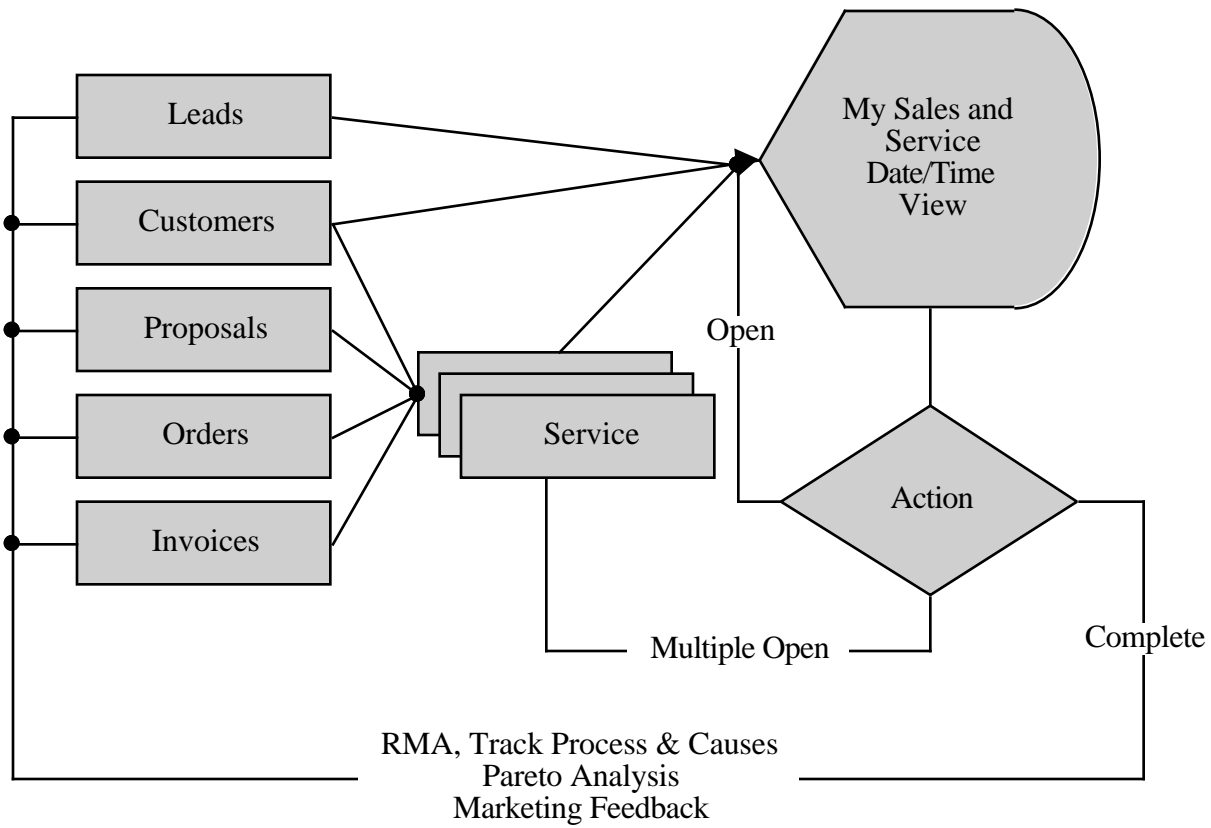 Leads
My Sales and
Service
Date/Time
View
Customers
Proposals
Open
Orders
Service
Action
Invoices
Multiple Open
Complete
RMA, Track Process & Causes
Pareto Analysis
Marketing Feedback